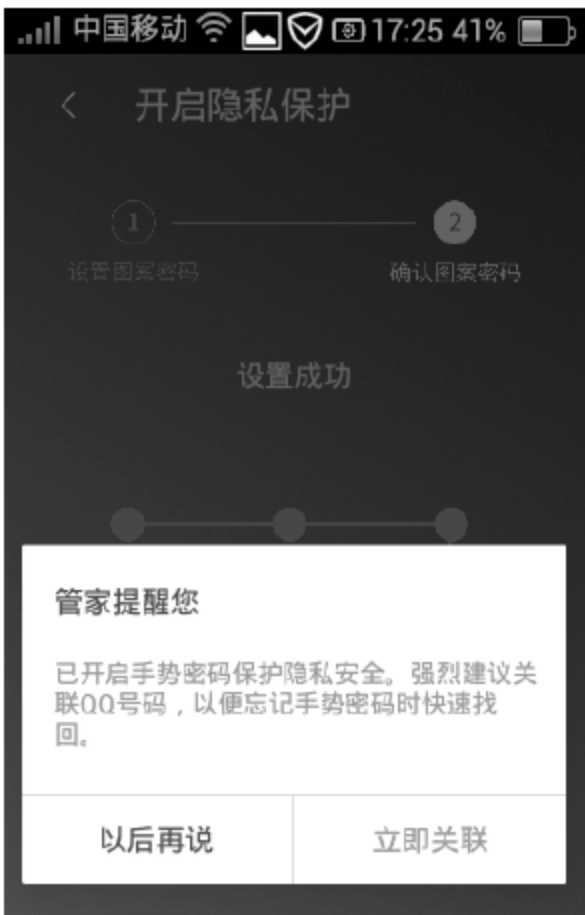 中国移动 17:25 41%
开启隐私保护
1 2
设置图案密码 确认图案密码
设置成功
管家提醒您
已开启手势密码保护隐私安全。强烈建议关
联QQ号码，以便忘记手势密码时快速找
回。
以后再说 立即关联